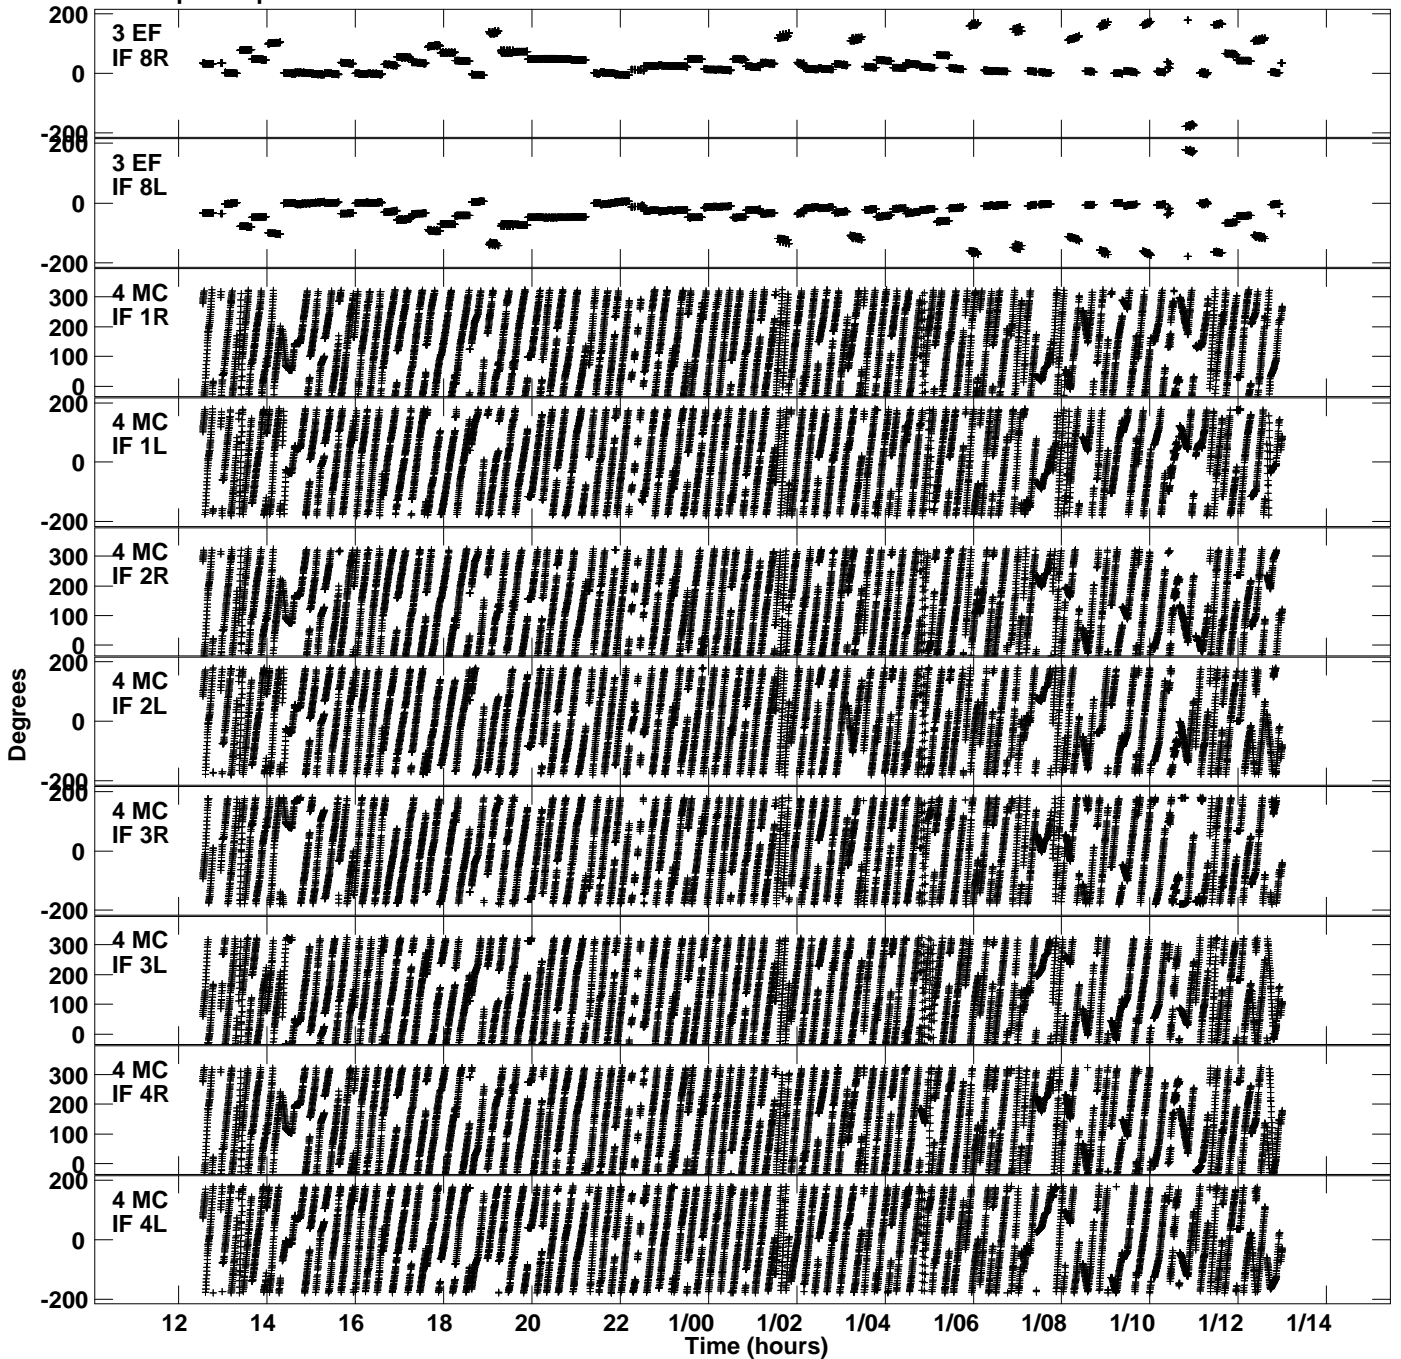 200
3 EF
IF 8R
0
-200
200
3 EF
IF 8L
0
-200
4 MC
IF 1R
300
200
100
0
200
4 MC
IF 1L
0
-200
4 MC
IF 2R
300
200
100
0
200
4 MC
IF 2L
0
-200
200
4 MC
IF 3R
0
-200
4 MC
IF 3L
300
200
100
0
4 MC
IF 4R
300
200
100
0
200
4 MC
IF 4L
0
-200
Degrees
12 14 16 18 20 22 1/00 1/02 1/04 1/06 1/08 1/10 1/12 1/14
Time (hours)